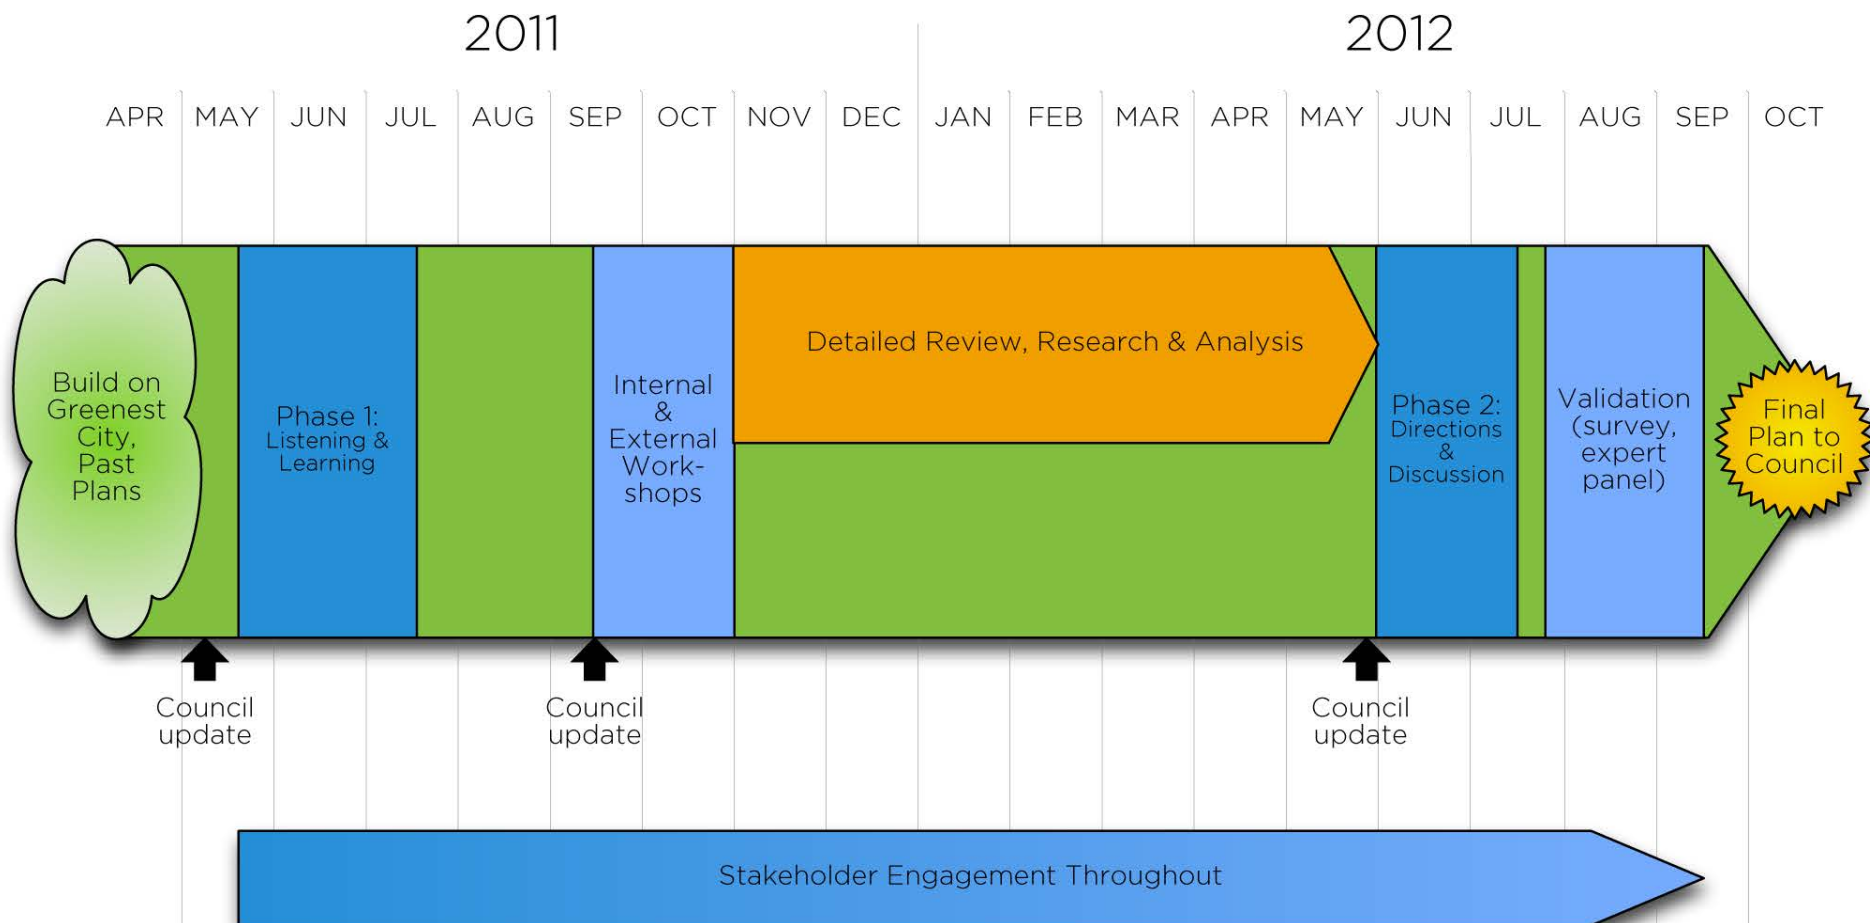 2011
2012
APR MAY JUN JUL AUG SEP OCT NOV DEC JAN FEB MAR APR MAY JUN JUL AUG SEP OCT
Build on
Greenest
City,
Past
Plans
Phase 1:
Listening &
Learning
Internal
&
External
Work-
shops
Detailed Review, Research & Analysis
Phase 2:
Directions
&
Discussion
Validation
(survey,
expert
panel)
Final
Plan to
Council
Council
update
Council
update
Council
update
Stakeholder Engagement Throughout